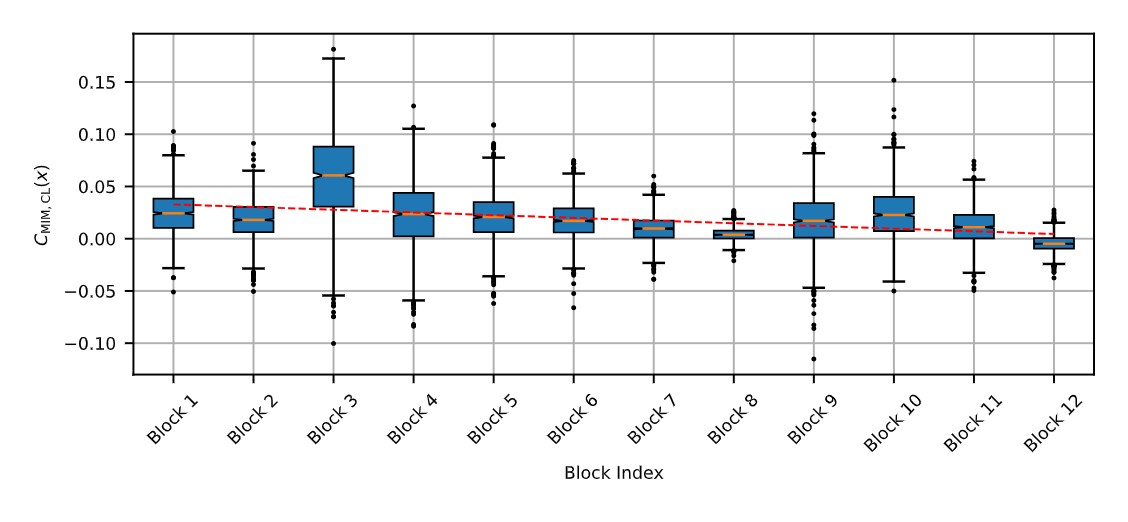 C_MIM, CL(x)
0.15
0.10
0.05
0.00
−0.05
−0.10
Block 1
Block 2
Block 3
Block 4
Block 5
Block 6
Block 7
Block 8
Block 9
Block 10
Block 11
Block 12
Block Index